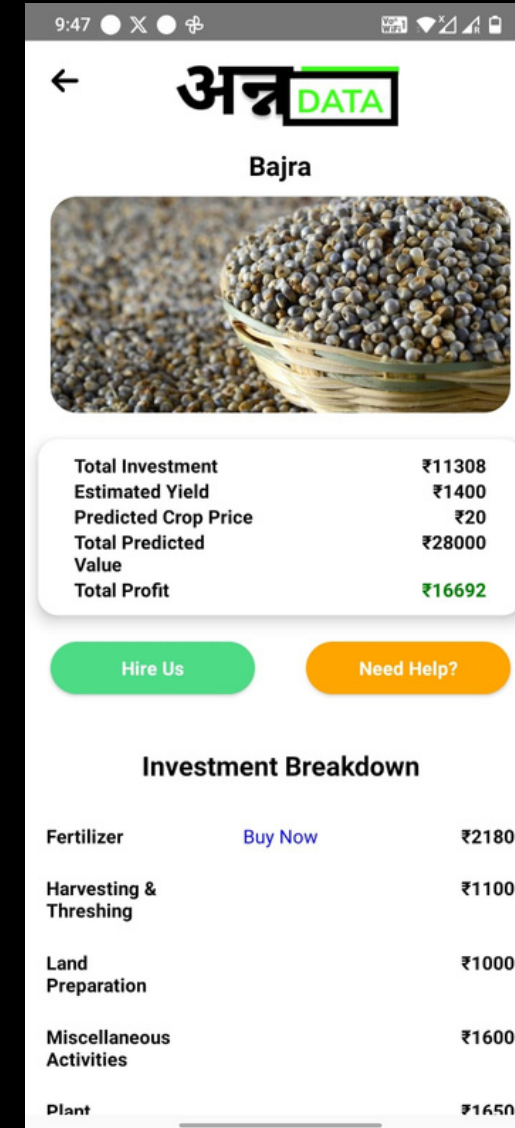 9:47
Vo WiFi
R
अन्न DATA
Bajra
Total Investment ₹11308
Estimated Yield ₹1400
Predicted Crop Price ₹20
Total Predicted
Value ₹28000
Total Profit ₹16692
Hire Us Need Help?
Investment Breakdown
Fertilizer Buy Now ₹2180
Harvesting &
Threshing ₹1100
Land
Preparation ₹1000
Miscellaneous
Activities ₹1600
Plant ₹1650